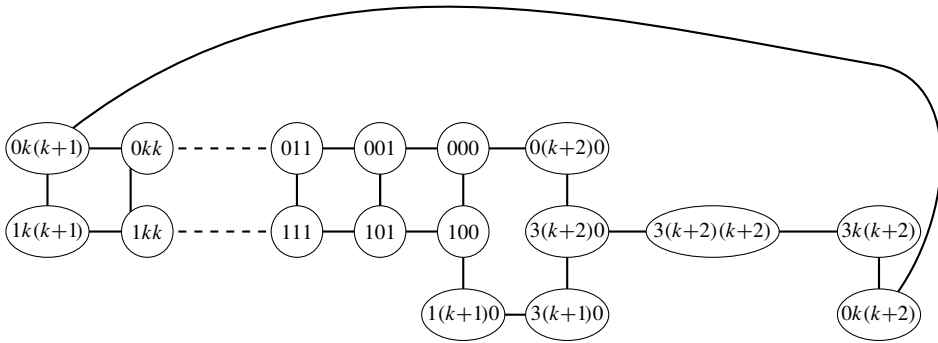 0k(k+1) 0kk 011 001 000 0(k+2)0
1k(k+1) 1kk 111 101 100 3(k+2)0 3(k+2)(k+2) 3k(k+2)
1(k+1)0 3(k+1)0 0k(k+2)